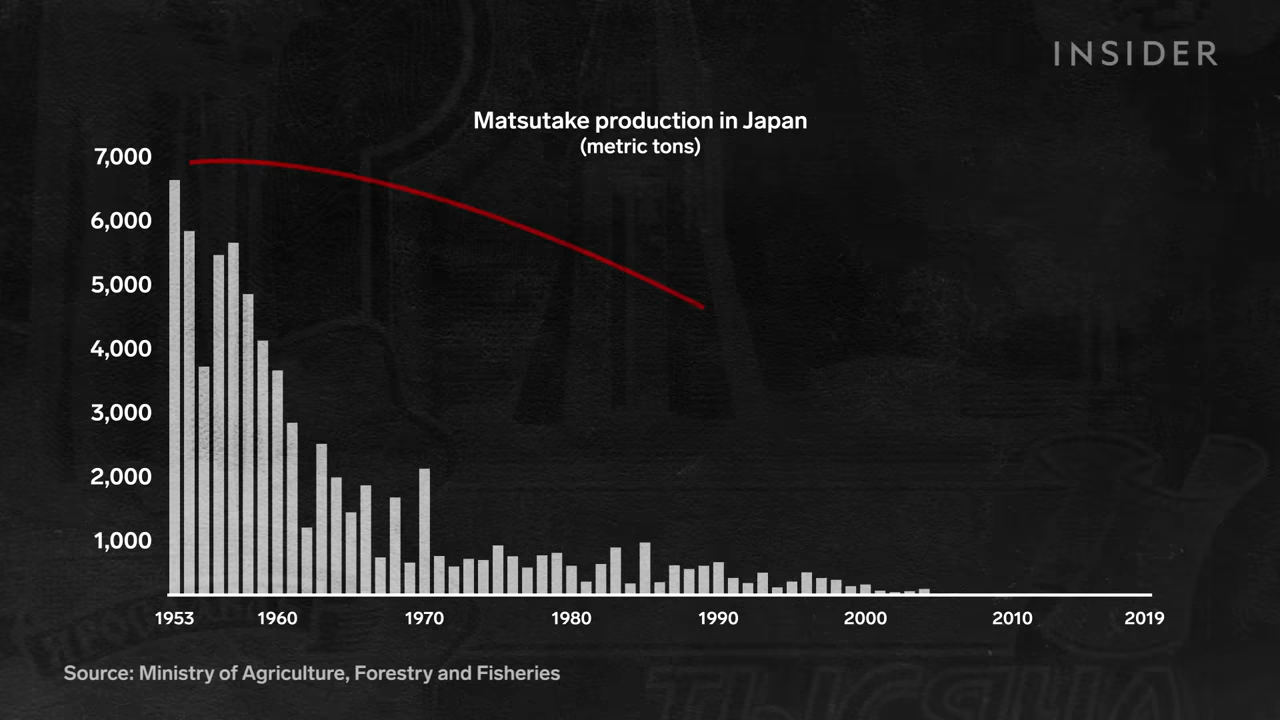 INSIDER
Matsutake production in Japan
(metric tons)
7,000
6,000
5,000
4,000
3,000
2,000
1,000
1953 1960 1970 1980 1990 2000 2010 2019
Source: Ministry of Agriculture, Forestry and Fisheries